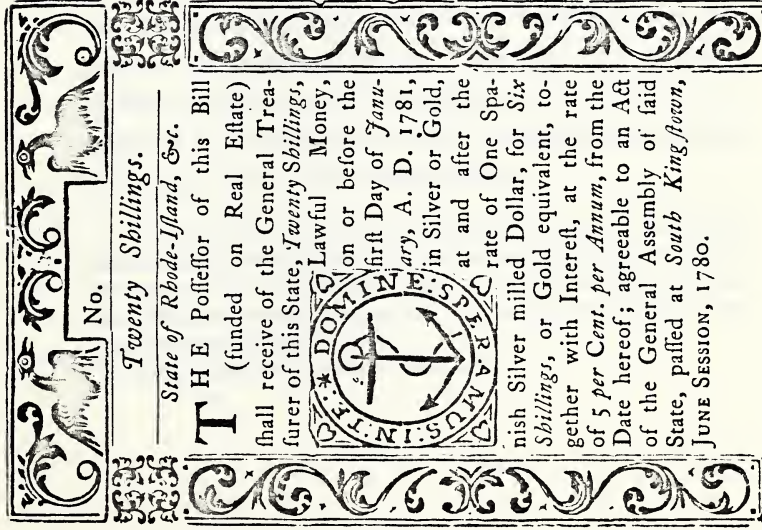 No.
Twenty Shillings.
State of Rhode-Iſland, &c.
THE Poſſeſſor of this Bill
(funded on Real Eſtate)
ſhall receive of the General Trea-
ſurer of this State, Twenty Shillings,
Lawful Money,
on or before the
firſt Day of Janu-
ary, A. D. 1781,
in Silver or Gold,
at and after the
rate of One Spa-
niſh Silver milled Dollar, for Six
Shillings, or Gold equivalent, to-
gether with Intereſt, at the rate
of 5 per Cent. per Annum, from the
Date hereof; agreeable to an Act
of the General Aſſembly of ſaid
State, paſſed at South Kingſtown,
JUNE SESSION, 1780.
IN:TE:*DOMINE:SPERAMUS: